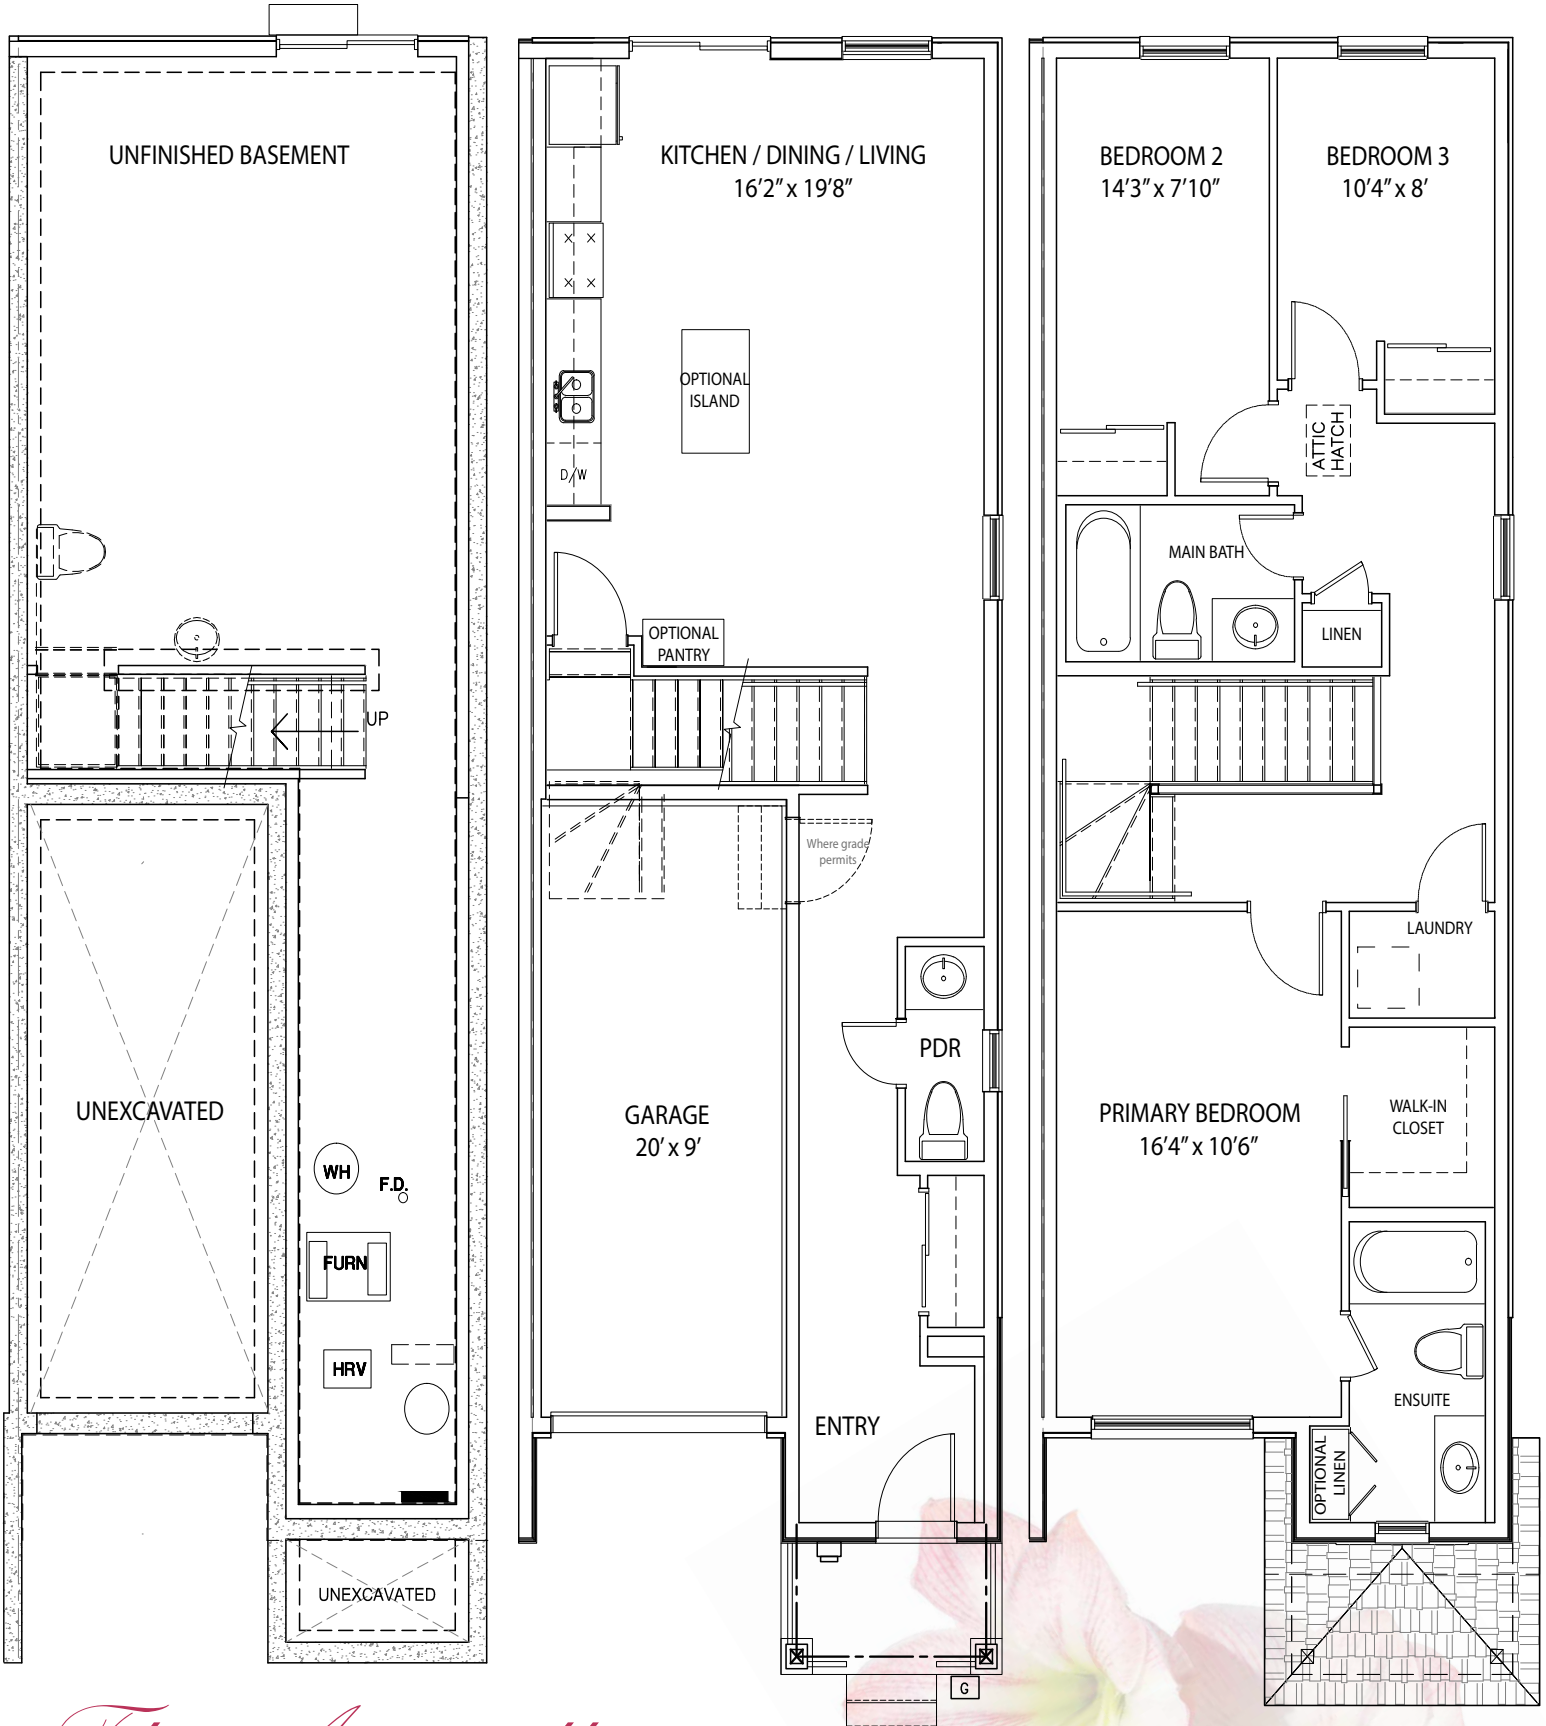 UNFINISHED BASEMENT
UP
UNEXCAVATED
WH
F.D.
FURN
HRV
UNEXCAVATED
KITCHEN / DINING / LIVING
16'2" x 19'8"
OPTIONAL
ISLAND
D/W
OPTIONAL
PANTRY
Where grade
permits
PDR
GARAGE
20' x 9'
ENTRY
G
BEDROOM 2
14'3" x 7'10"
BEDROOM 3
10'4" x 8'
ATTIC
HATCH
MAIN BATH
LINEN
LAUNDRY
PRIMARY BEDROOM
16'4" x 10'6"
WALK-IN
CLOSET
ENSUITE
OPTIONAL
LINEN